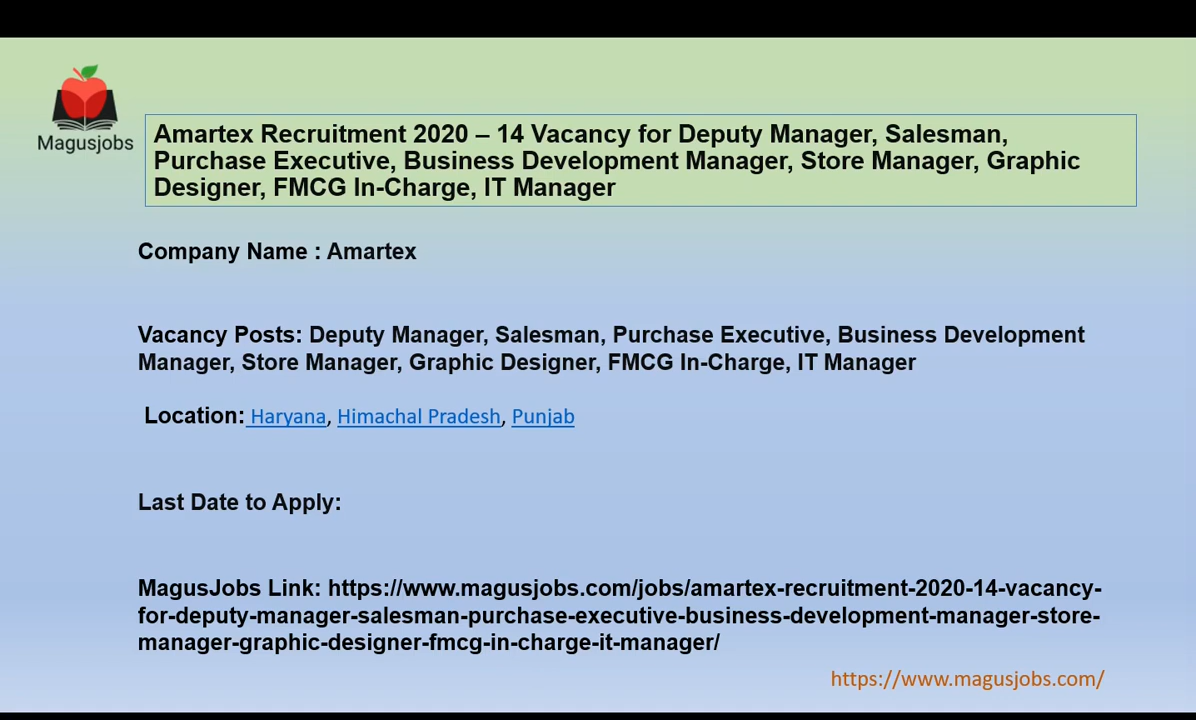 Magusjobs
Amartex Recruitment 2020 – 14 Vacancy for Deputy Manager, Salesman,
Purchase Executive, Business Development Manager, Store Manager, Graphic
Designer, FMCG In-Charge, IT Manager
Company Name : Amartex
Vacancy Posts: Deputy Manager, Salesman, Purchase Executive, Business Development
Manager, Store Manager, Graphic Designer, FMCG In-Charge, IT Manager
Location: Haryana, Himachal Pradesh, Punjab
Last Date to Apply:
MagusJobs Link: https://www.magusjobs.com/jobs/amartex-recruitment-2020-14-vacancy-
for-deputy-manager-salesman-purchase-executive-business-development-manager-store-
manager-graphic-designer-fmcg-in-charge-it-manager/
https://www.magusjobs.com/